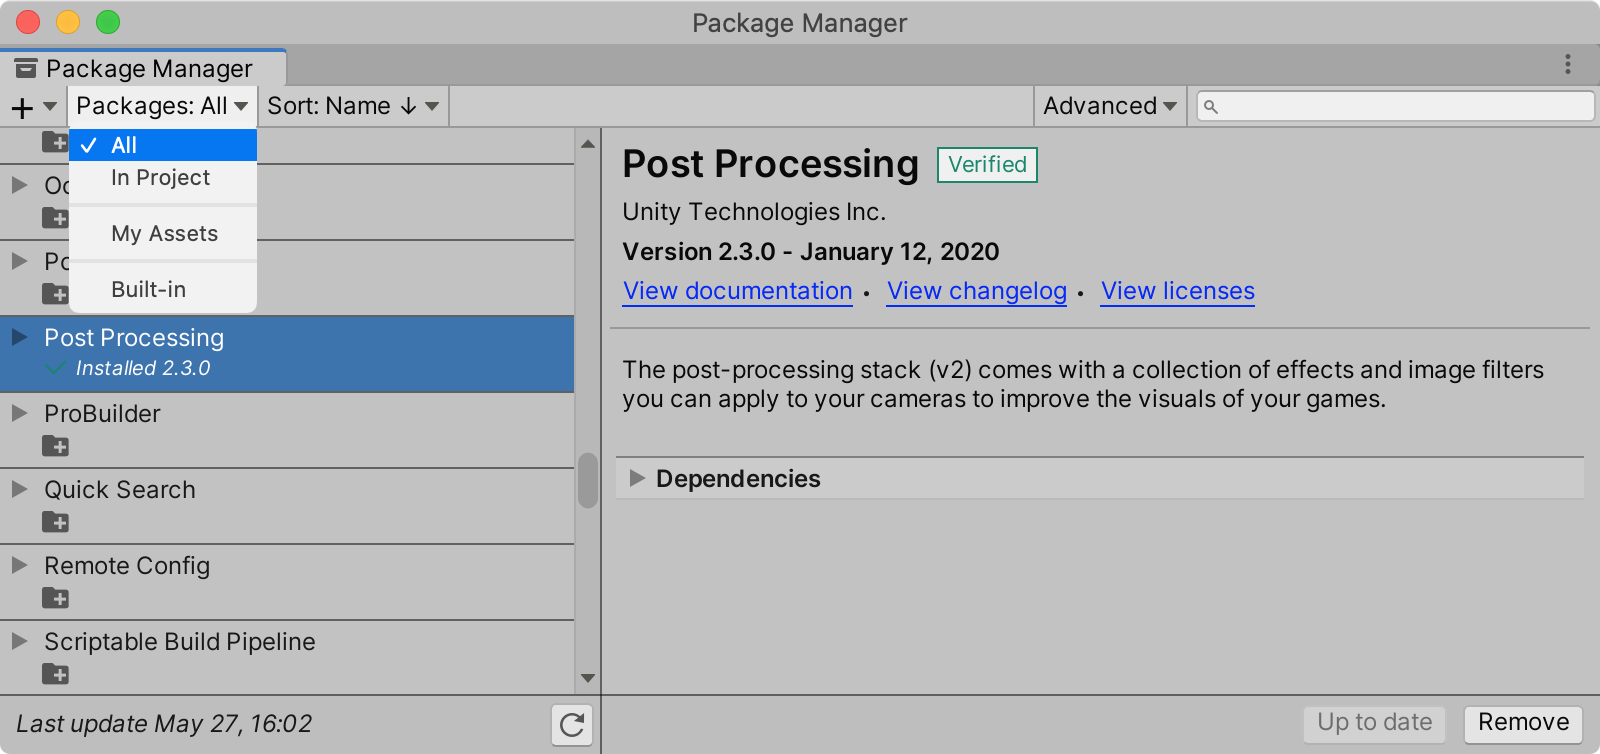 Package Manager
Package Manager
Packages: All
Sort: Name ↓
Advanced
✓ All
In Project
My Assets
Built-in
Post Processing
Installed 2.3.0
ProBuilder
Quick Search
Remote Config
Scriptable Build Pipeline
Last update May 27, 16:02
Post Processing Verified
Unity Technologies Inc.
Version 2.3.0 - January 12, 2020
View documentation • View changelog • View licenses
The post-processing stack (v2) comes with a collection of effects and image filters
you can apply to your cameras to improve the visuals of your games.
Dependencies
Up to date
Remove